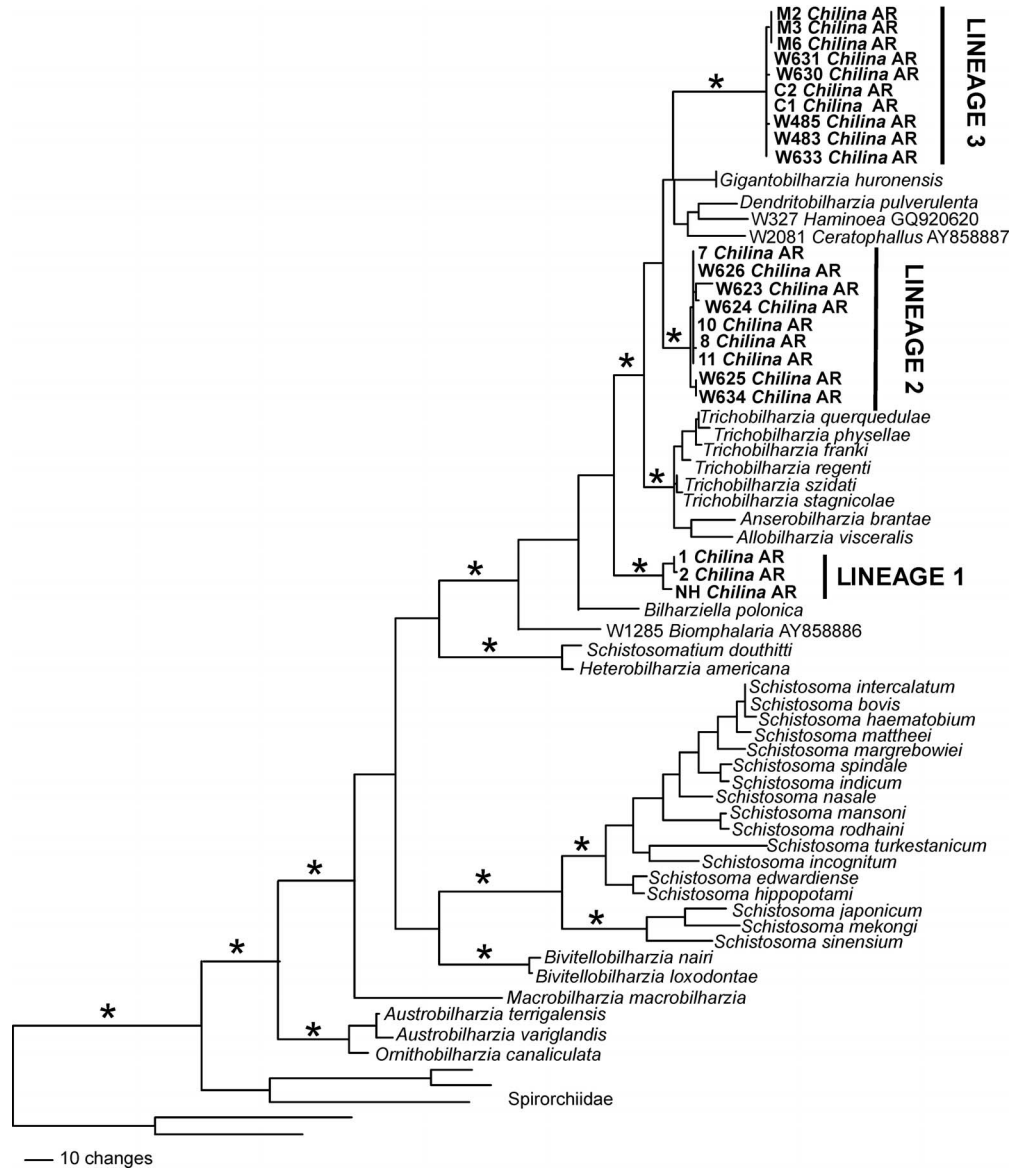 M2 Chilina AR
M3 Chilina AR
M6 Chilina AR
W631 Chilina AR
W630 Chilina AR
C2 Chilina AR
C1 Chilina AR
W485 Chilina AR
W483 Chilina AR
W633 Chilina AR
LINEAGE 3
Gigantobilharzia huronensis
Dendritobilharzia pulverulenta
W327 Haminoea GQ920620
W2081 Ceratophallus AY858887
7 Chilina AR
W626 Chilina AR
W623 Chilina AR
W624 Chilina AR
10 Chilina AR
8 Chilina AR
11 Chilina AR
W625 Chilina AR
W634 Chilina AR
LINEAGE 2
Trichobilharzia querquedulae
Trichobilharzia physellae
Trichobilharzia franki
Trichobilharzia regenti
Trichobilharzia szidati
Trichobilharzia stagnicolae
Anserobilharzia brantae
Allobilharzia visceralis
1 Chilina AR
2 Chilina AR
NH Chilina AR
LINEAGE 1
Bilharziella polonica
W1285 Biomphalaria AY858886
Schistosomatium douthitti
Heterobilharzia americana
Schistosoma intercalatum
Schistosoma bovis
Schistosoma haematobium
Schistosoma mattheei
Schistosoma margrebowiei
Schistosoma spindale
Schistosoma indicum
Schistosoma nasale
Schistosoma mansoni
Schistosoma rodhaini
Schistosoma turkestanicum
Schistosoma incognitum
Schistosoma edwardiense
Schistosoma hippopotami
Schistosoma japonicum
Schistosoma mekongi
Schistosoma sinensium
Bivitellobilharzia nairi
Bivitellobilharzia loxodontae
Macrobilharzia macrobilharzia
Austrobilharzia terrigalensis
Austrobilharzia variglandis
Ornithobilharzia canaliculata
Spirorchiidae
10 changes